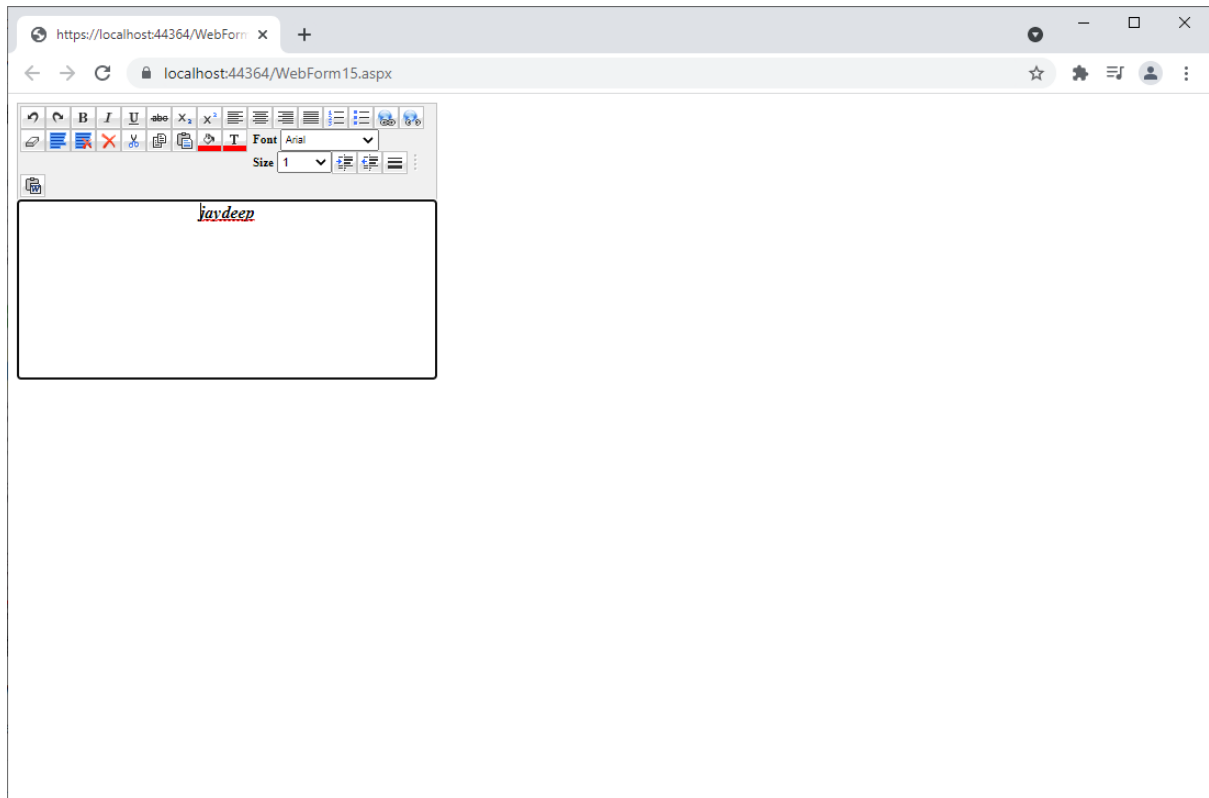 https://localhost:44364/WebForm
localhost:44364/WebForm15.aspx
B I U abc X₂ X²
T Font Arial
Size 1
W
jaydeep